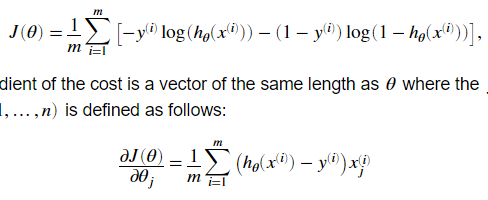 J(θ) = 1/m ∑_{i=1}^{m} [−y^{(i)} log(h_θ(x^{(i)})) − (1 − y^{(i)}) log(1 − h_θ(x^{(i)}))],
dient of the cost is a vector of the same length as θ where the
, … , n) is defined as follows:
∂J(θ)/∂θ_j = 1/m ∑_{i=1}^{m} (h_θ(x^{(i)}) − y^{(i)}) x_j^{(i)}